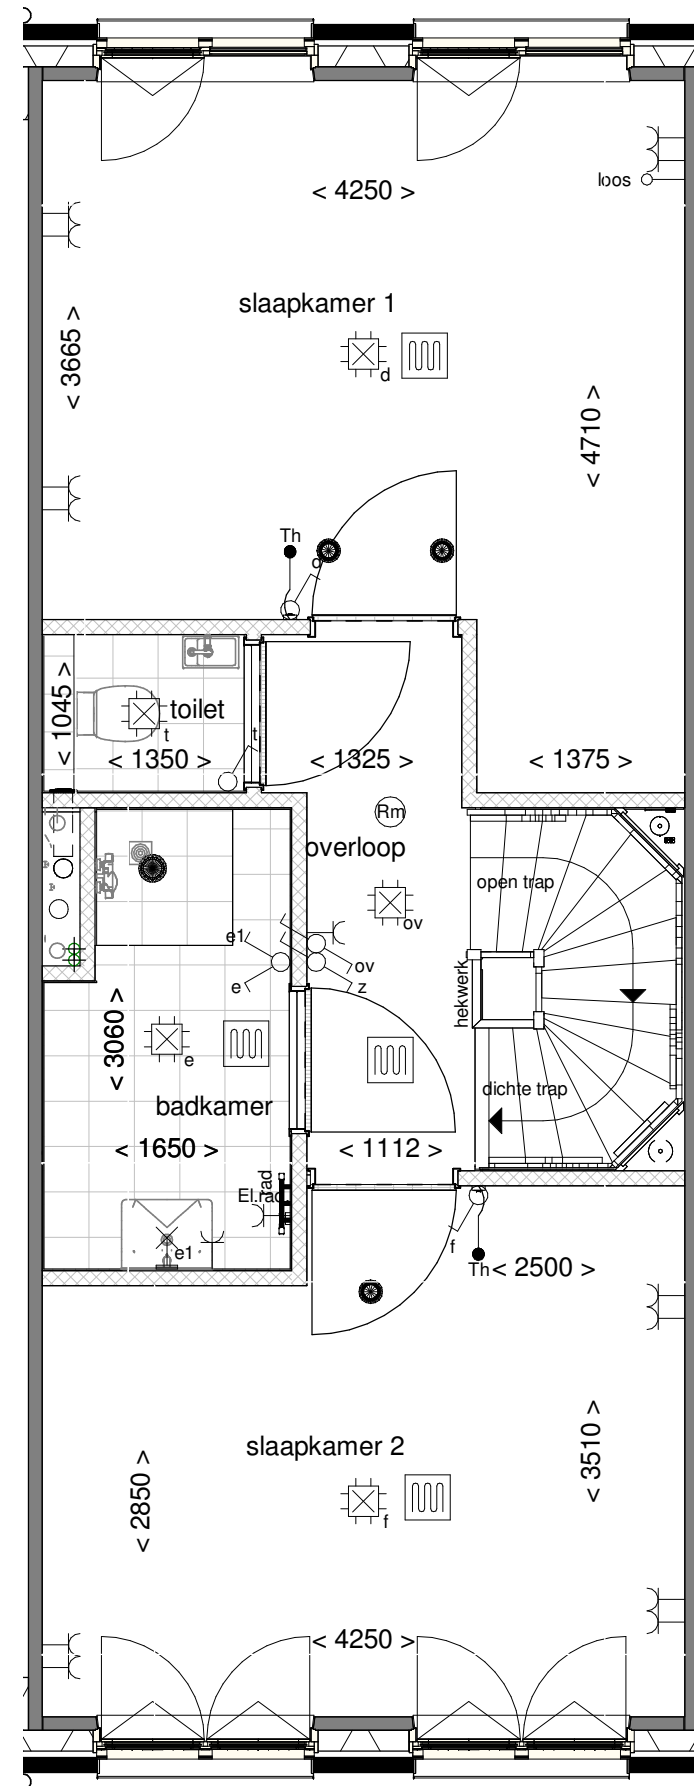 < 4250 >
loos
slaapkamer 1
< 3665 >
d
< 4710 >
Th
d
< 1045 >
toilet
t
t
< 1350 >
< 1325 >
< 1375 >
Rm
overloop
open trap
ov
e1
ov
e
z
hekwerk
< 3060 >
e
dichte trap
badkamer
< 1650 >
< 1112 >
rad
El.rad
e1
f
Th
< 2500 >
slaapkamer 2
< 2850 >
< 3510 >
f
< 4250 >